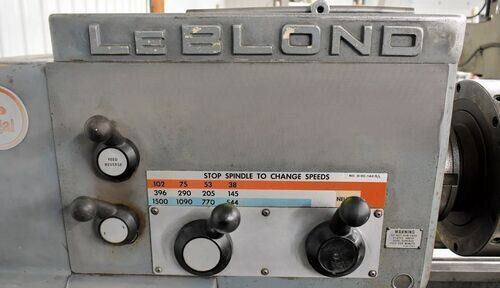 LEBLOND
FEED
REVERSE
STOP SPINDLE TO CHANGE SPEEDS
102 75 53 38
396 290 205 145
1500 1090 770 544
WARNING